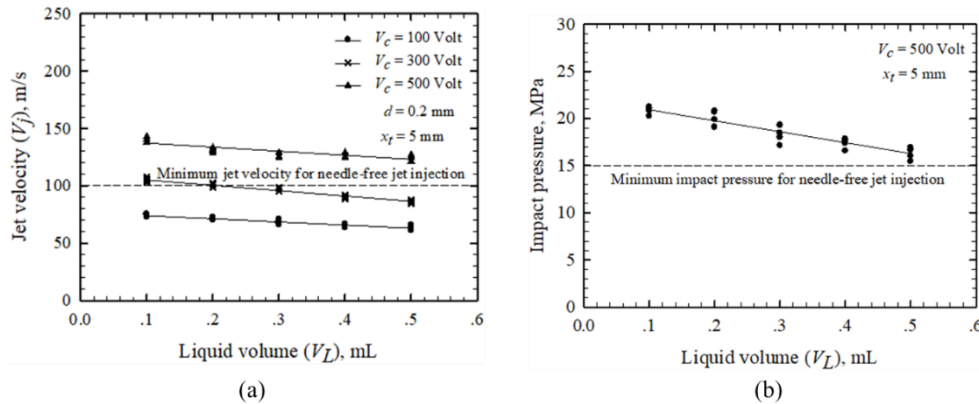 250
200
150
100
50
0
Jet velocity (Vj), m/s
Vc = 100 Volt
Vc = 300 Volt
Vc = 500 Volt
d = 0.2 mm
xt = 5 mm
Minimum jet velocity for needle-free jet injection
0 .1 .2 .3 .4 .5 .6
Liquid volume (VL), mL
(a)
30
25
20
15
10
5
0
Impact pressure, MPa
Vc = 500 Volt
xt = 5 mm
Minimum impact pressure for needle-free jet injection
0 .1 .2 .3 .4 .5 .6
Liquid volume (VL), mL
(b)